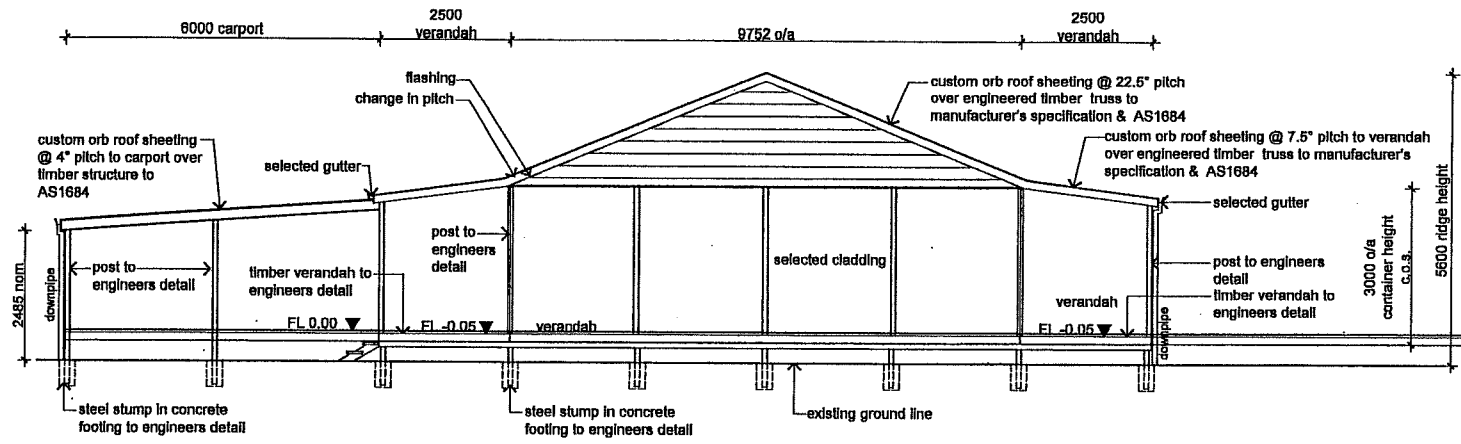 2500
2500
6000 carport
verandah
9752 o/a
verandah
flashing
change in pitch
custom orb roof sheeting @ 22.5° pitch
over engineered timber truss to
manufacturer's specification & AS1684
custom orb roof sheeting
@ 4° pitch to carport over
timber structure to
AS1684
selected gutter
custom orb roof sheeting @ 7.5° pitch to verandah
over engineered timber truss to manufacturer's
specification & AS1684
selected gutter
2485 nom
downpipe
post to
engineers detail
timber verandah to
engineers detail
post to
engineers
detail
selected cladding
verandah
post to engineers
detail
timber verandah to
engineers detail
3000 o/a
container height
c.o.s.
5600 ridge height
FL 0.00
FL -0.05
verandah
FL -0.05
downpipe
steel stump in concrete
footing to engineers detail
steel stump in concrete
footing to engineers detail
existing ground line